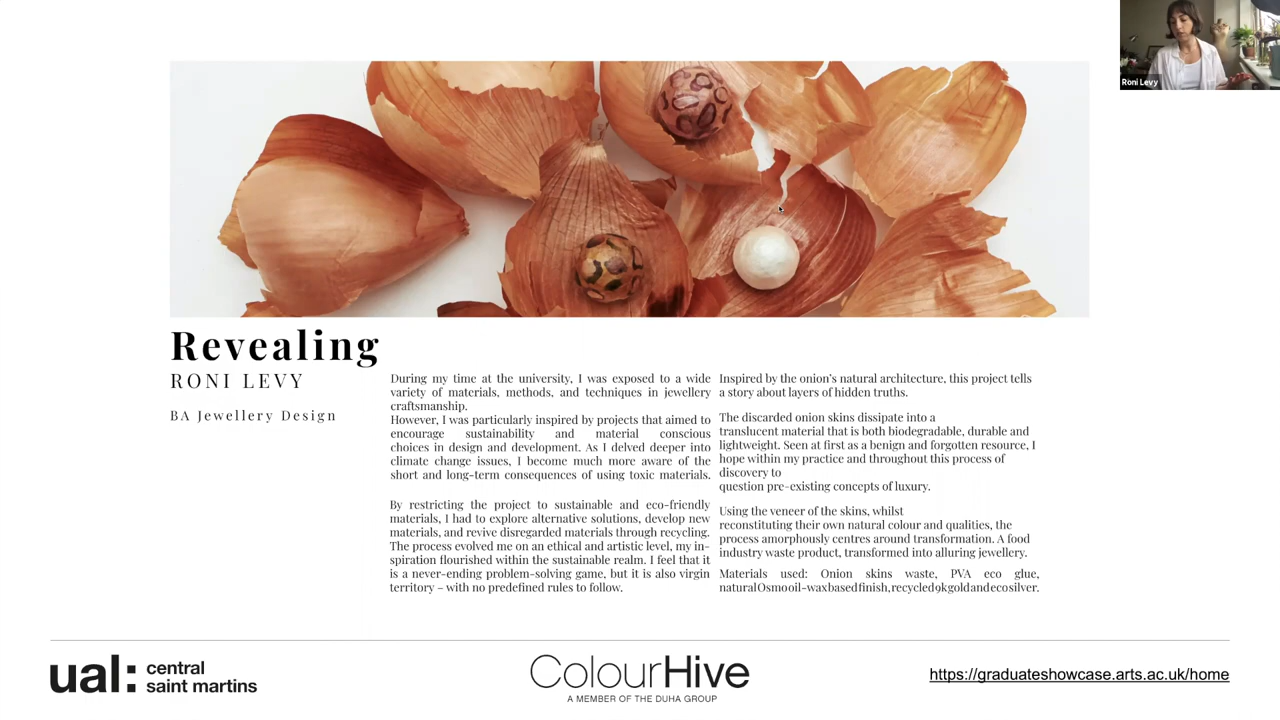 Roni Levy
Revealing
RONI LEVY
BA Jewellery Design
During my time at the university, I was exposed to a wide
variety of materials, methods, and techniques in jewellery
craftsmanship.
However, I was particularly inspired by projects that aimed to
encourage sustainability and material conscious
choices in design and development. As I delved deeper into
climate change issues, I become much more aware of the
short and long-term consequences of using toxic materials.
By restricting the project to sustainable and eco-friendly
materials, I had to explore alternative solutions, develop new
materials, and revive disregarded materials through recycling.
The process evolved me on an ethical and artistic level, my in-
spiration flourished within the sustainable realm. I feel that it
is a never-ending problem-solving game, but it is also virgin
territory – with no predefined rules to follow.
Inspired by the onion's natural architecture, this project tells
a story about layers of hidden truths.
The discarded onion skins dissipate into a
translucent material that is both biodegradable, durable and
lightweight. Seen at first as a benign and forgotten resource, I
hope within my practice and throughout this process of
discovery to
question pre-existing concepts of luxury.
Using the veneer of the skins, whilst
reconstituting their own natural colour and qualities, the
process amorphously centres around transformation. A food
industry waste product, transformed into alluring jewellery.
Materials used: Onion skins waste, PVA eco glue,
natural Osmo oil-wax based finish, recycled 9k gold and eco silver.
ual: central
saint martins
ColourHive
A MEMBER OF THE DUHA GROUP
https://graduateshowcase.arts.ac.uk/home